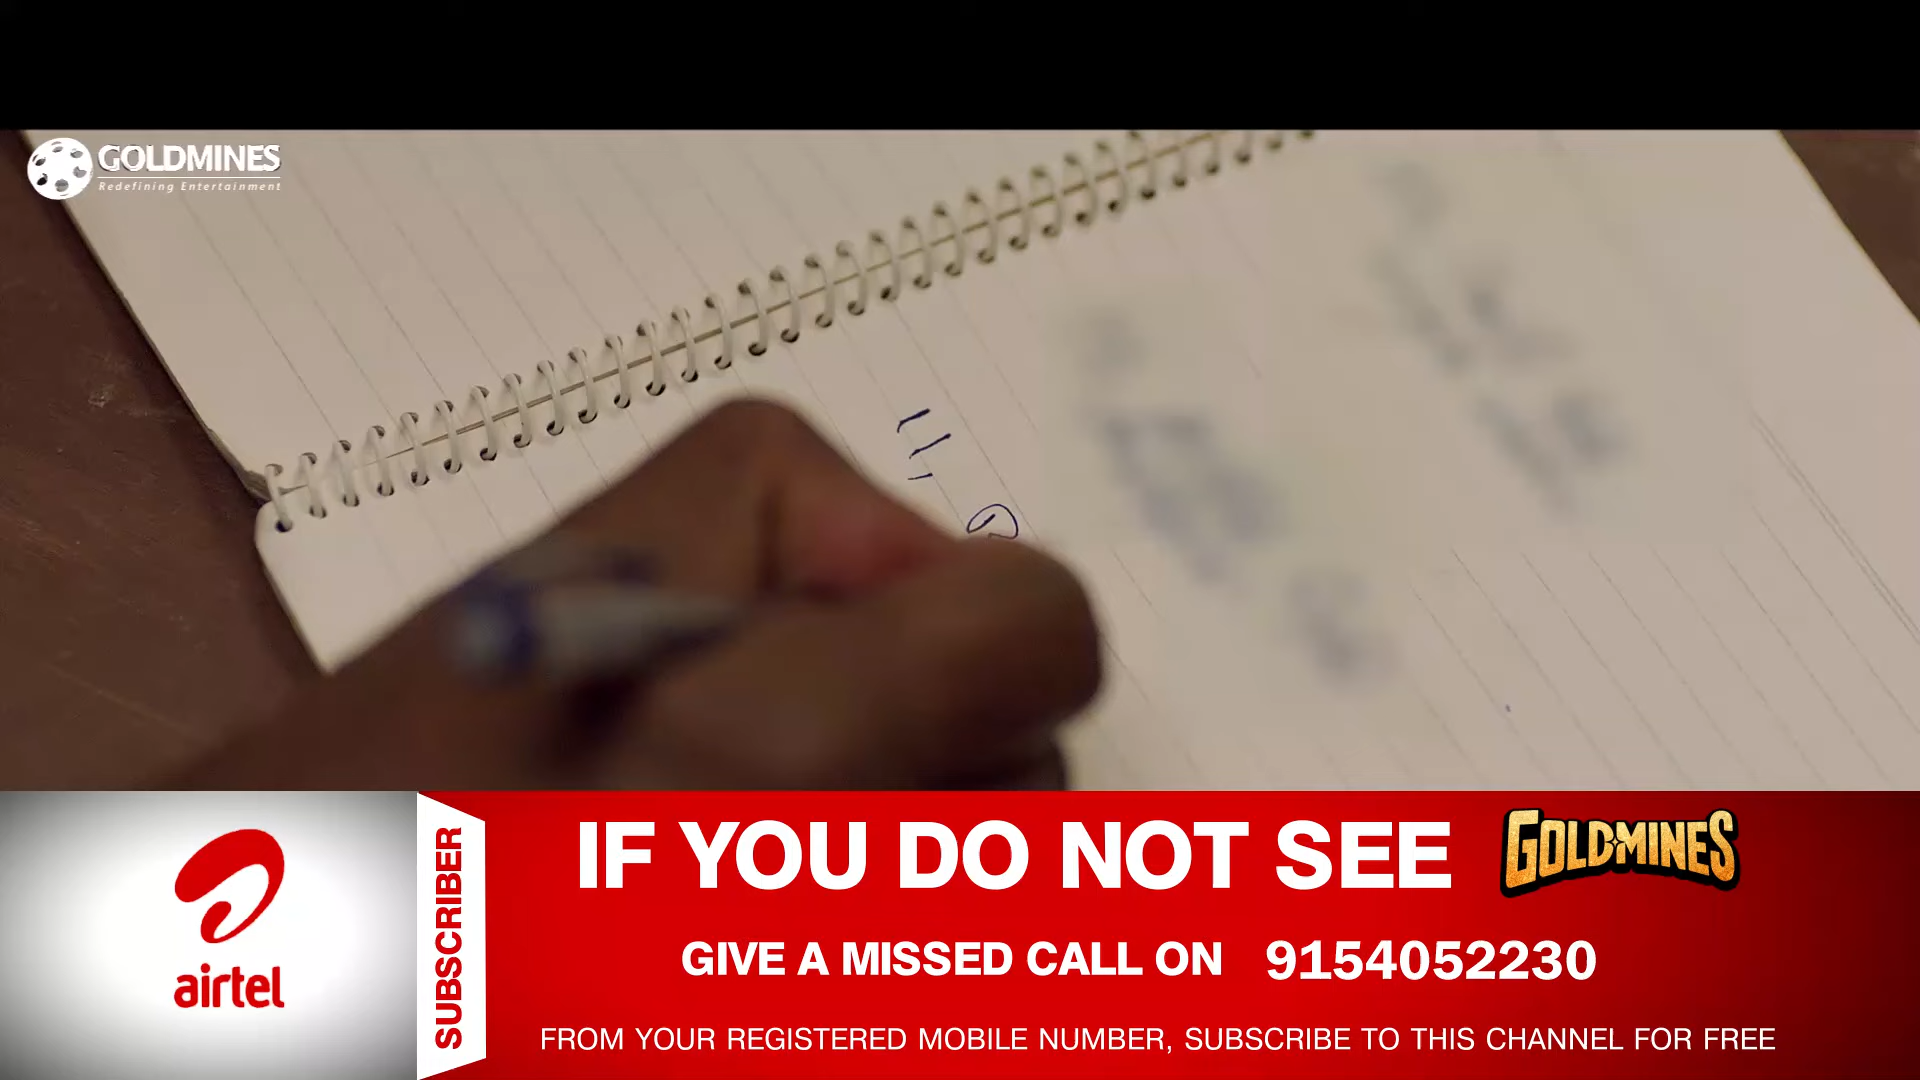 GOLDMINES
Redefining Entertainment
11, G
airtel
SUBSCRIBER
IF YOU DO NOT SEE GOLDMINES
GIVE A MISSED CALL ON 9154052230
FROM YOUR REGISTERED MOBILE NUMBER, SUBSCRIBE TO THIS CHANNEL FOR FREE